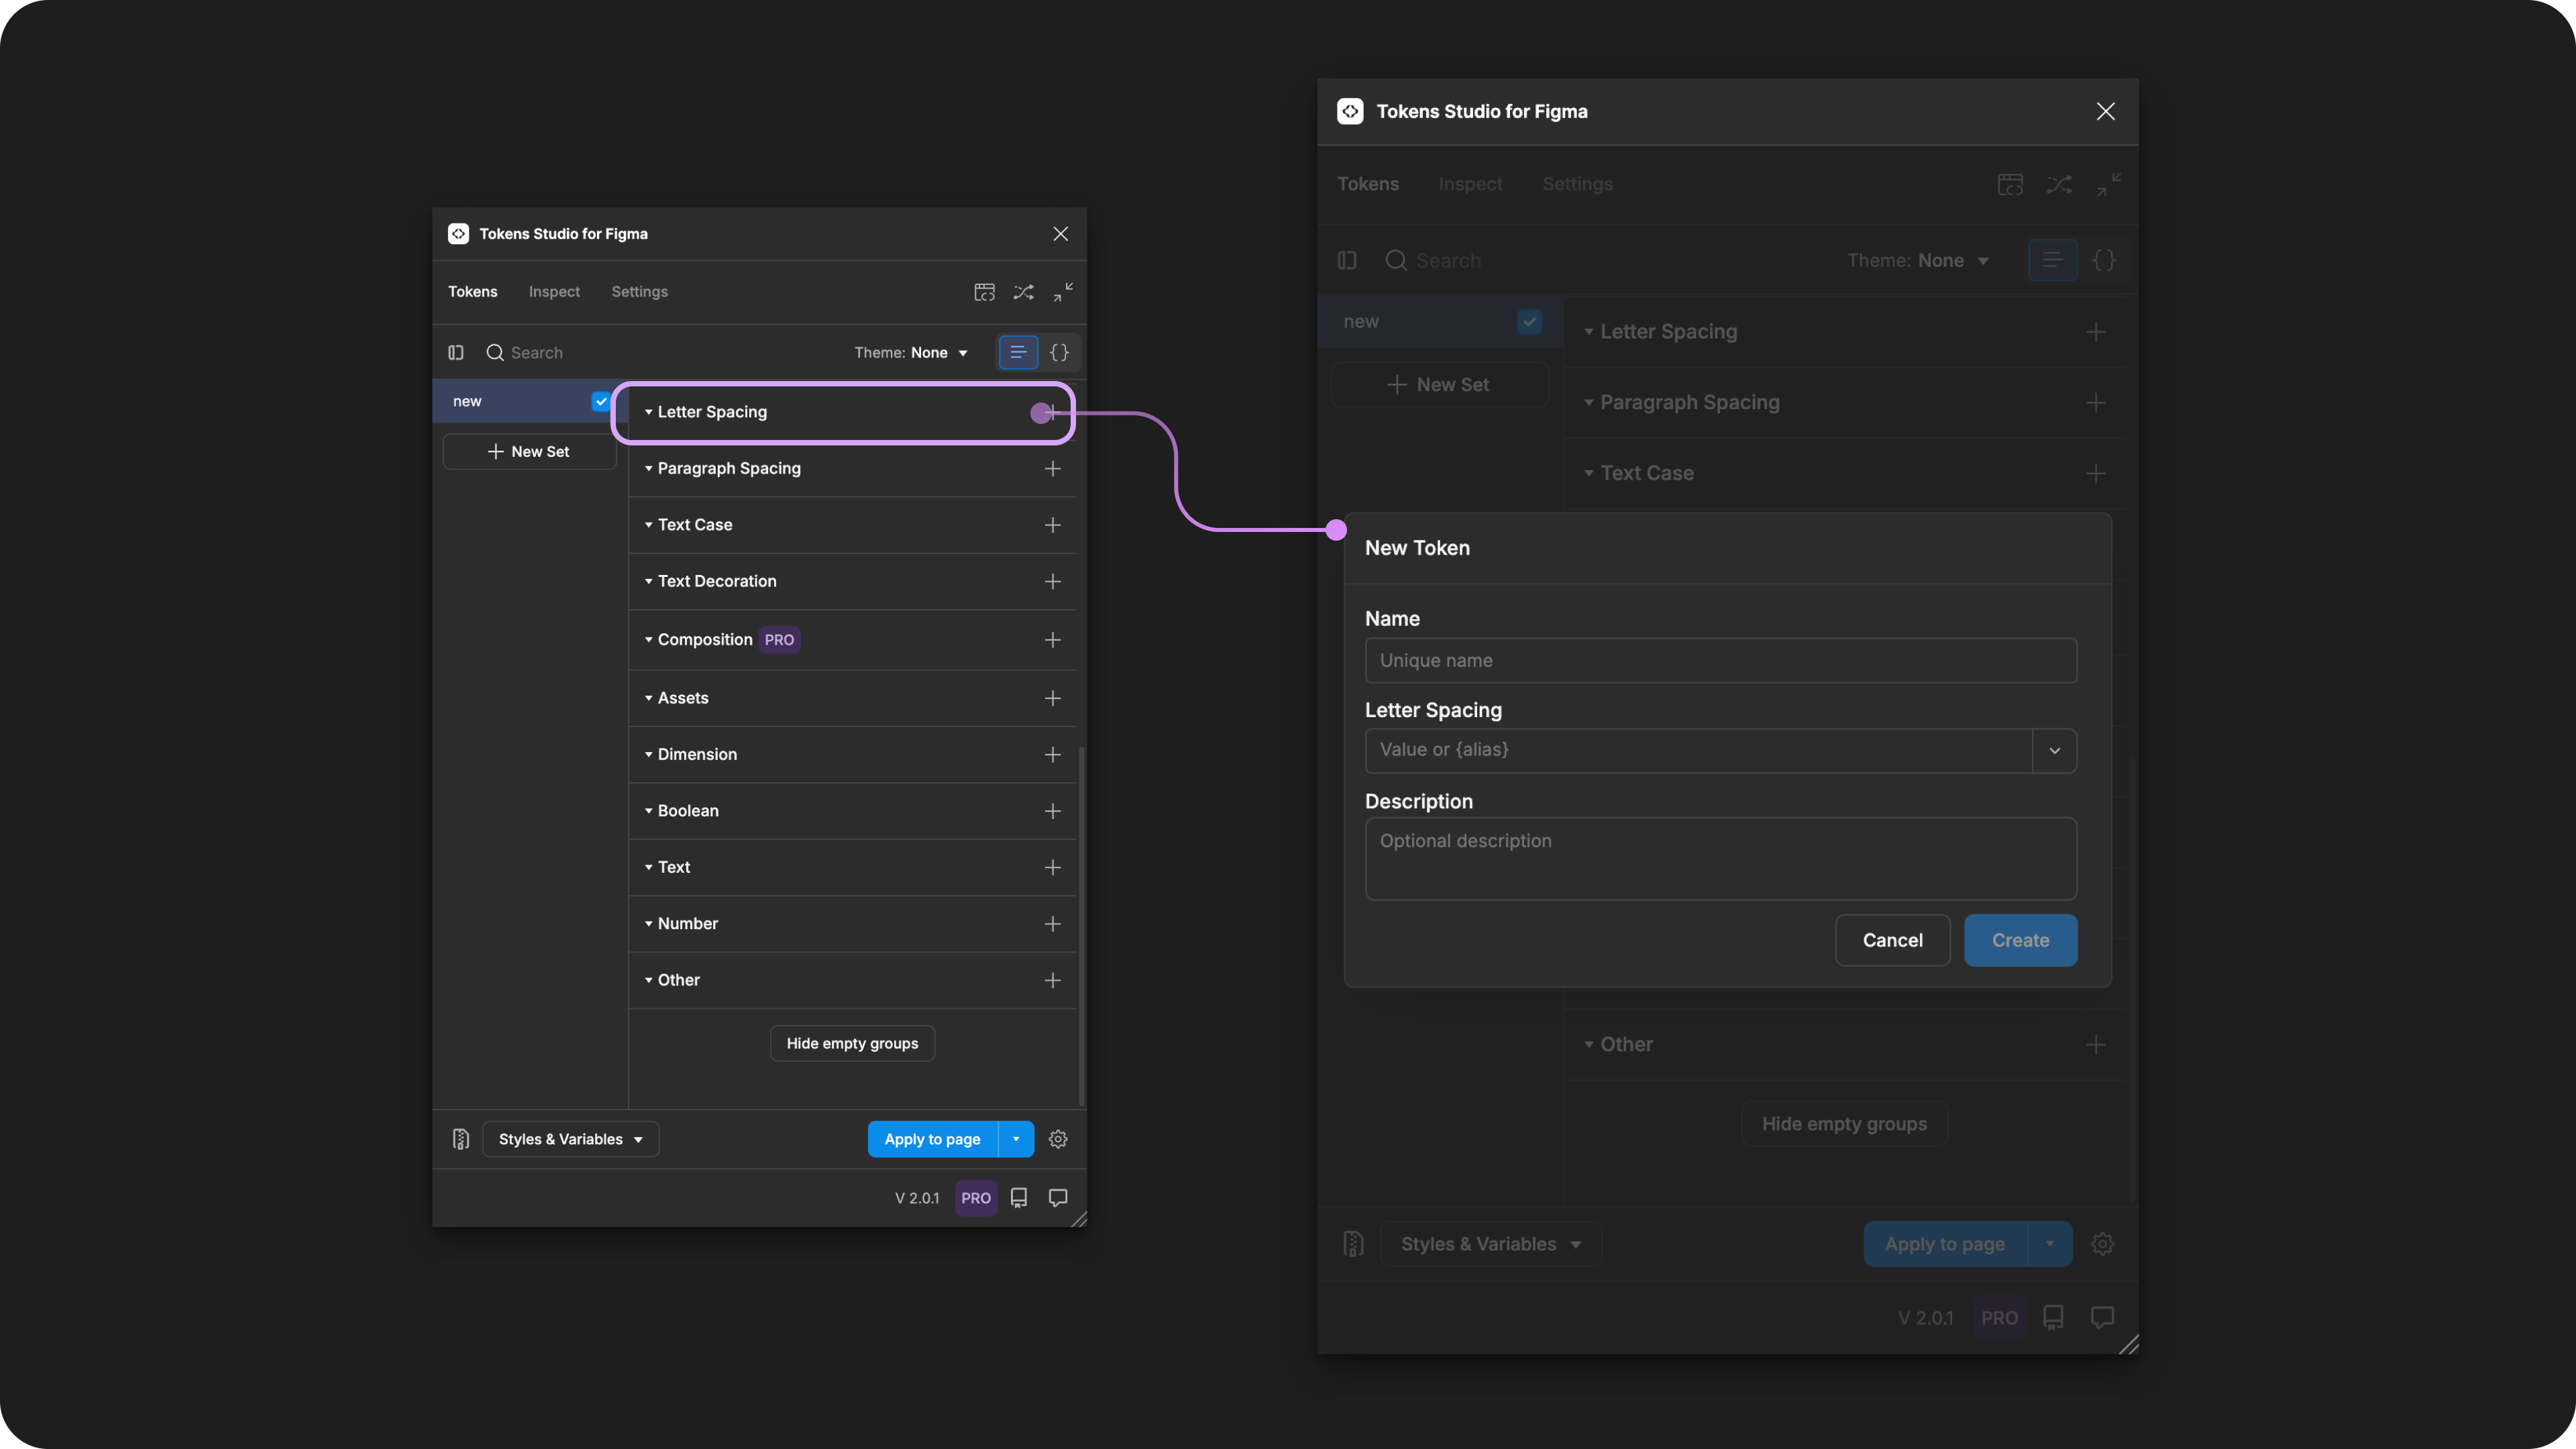 Tokens Studio for Figma
Tokens Inspect Settings
Search Theme: None {}
new
New Set
Letter Spacing
Paragraph Spacing
Text Case
Text Decoration
Composition PRO
Assets
Dimension
Boolean
Text
Number
Other
Hide empty groups
Styles & Variables Apply to page
V 2.0.1 PRO
Tokens Studio for Figma
Tokens Inspect Settings
Search Theme: None {}
new
New Set
Letter Spacing
Paragraph Spacing
Text Case
New Token
Name
Unique name
Letter Spacing
Value or {alias}
Description
Optional description
Cancel Create
Other
Hide empty groups
Styles & Variables Apply to page
V 2.0.1 PRO